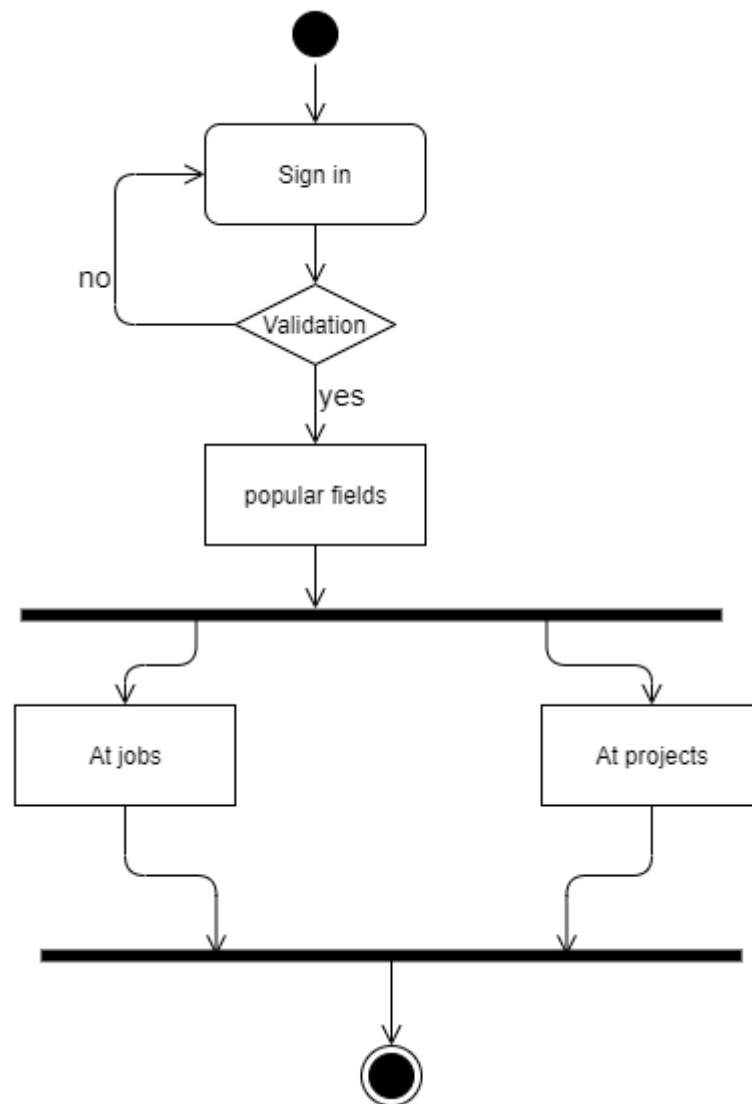 Sign in
no
Validation
yes
popular fields
At jobs
At projects